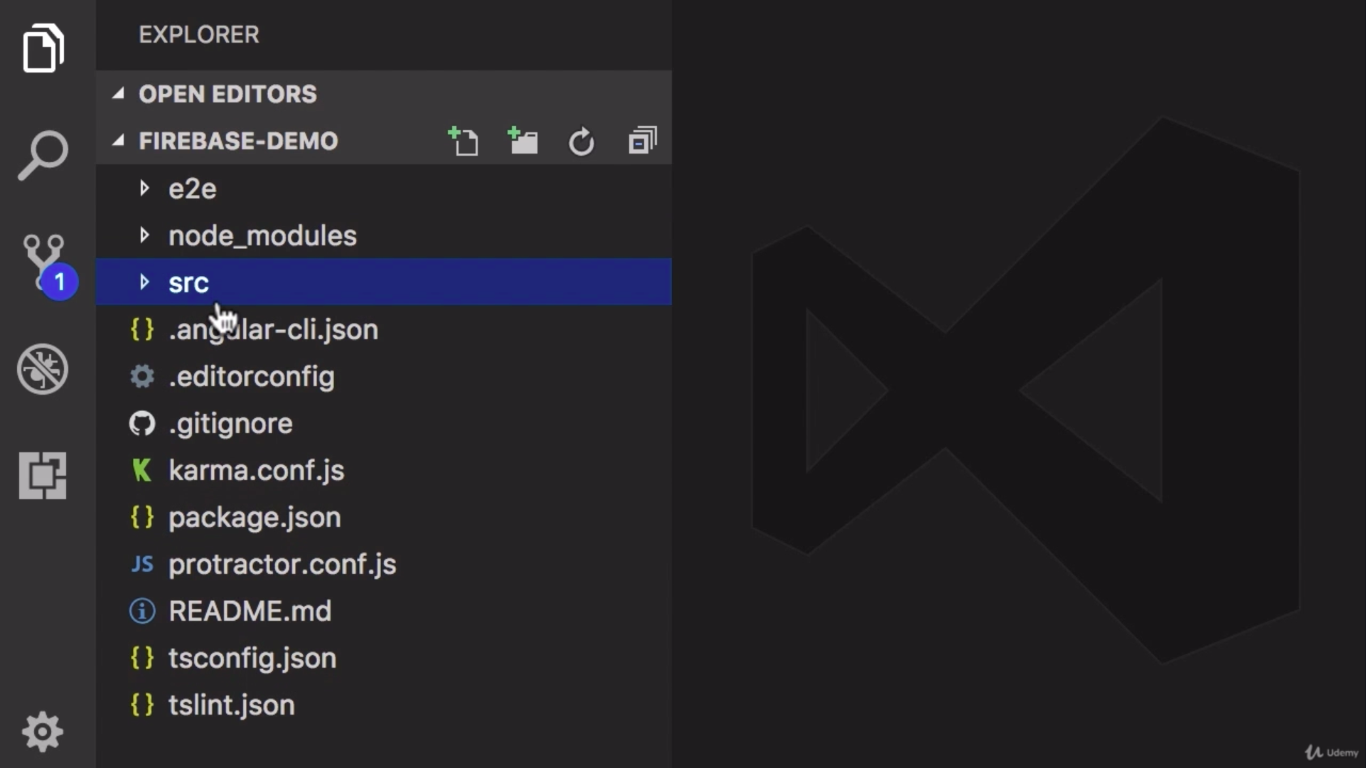 EXPLORER
OPEN EDITORS
FIREBASE-DEMO
e2e
node_modules
src
1
.angular-cli.json
.editorconfig
.gitignore
karma.conf.js
package.json
JS protractor.conf.js
README.md
tsconfig.json
tslint.json
Udemy